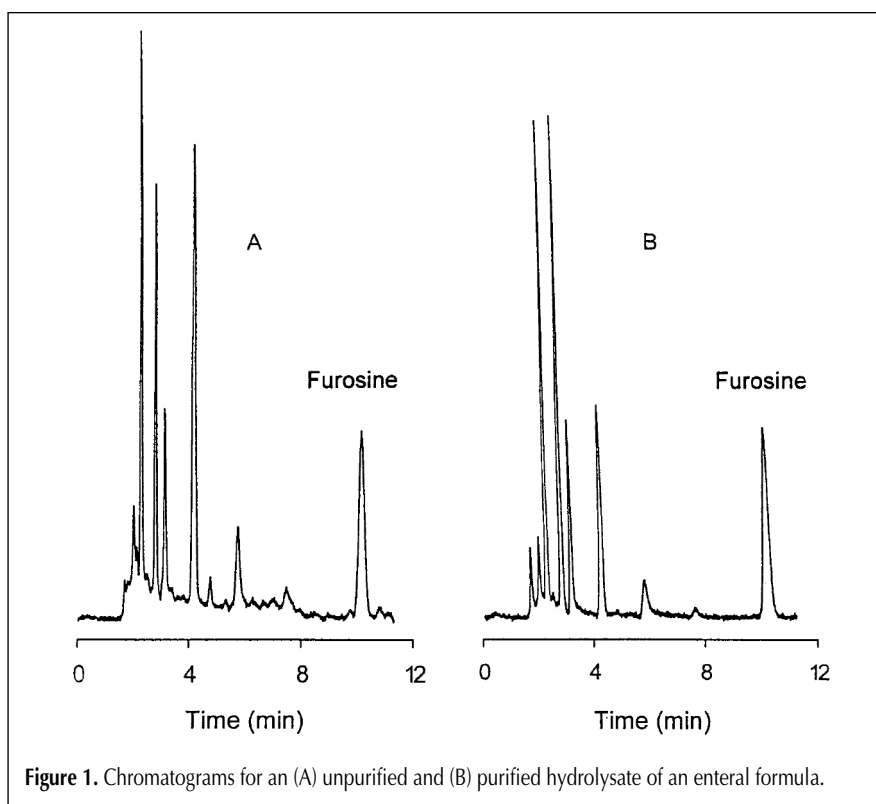 A
B
Furosine
Furosine
0 4 8 12
0 4 8 12
Time (min)
Time (min)
Figure 1. Chromatograms for an (A) unpurified and (B) purified hydrolysate of an enteral formula.